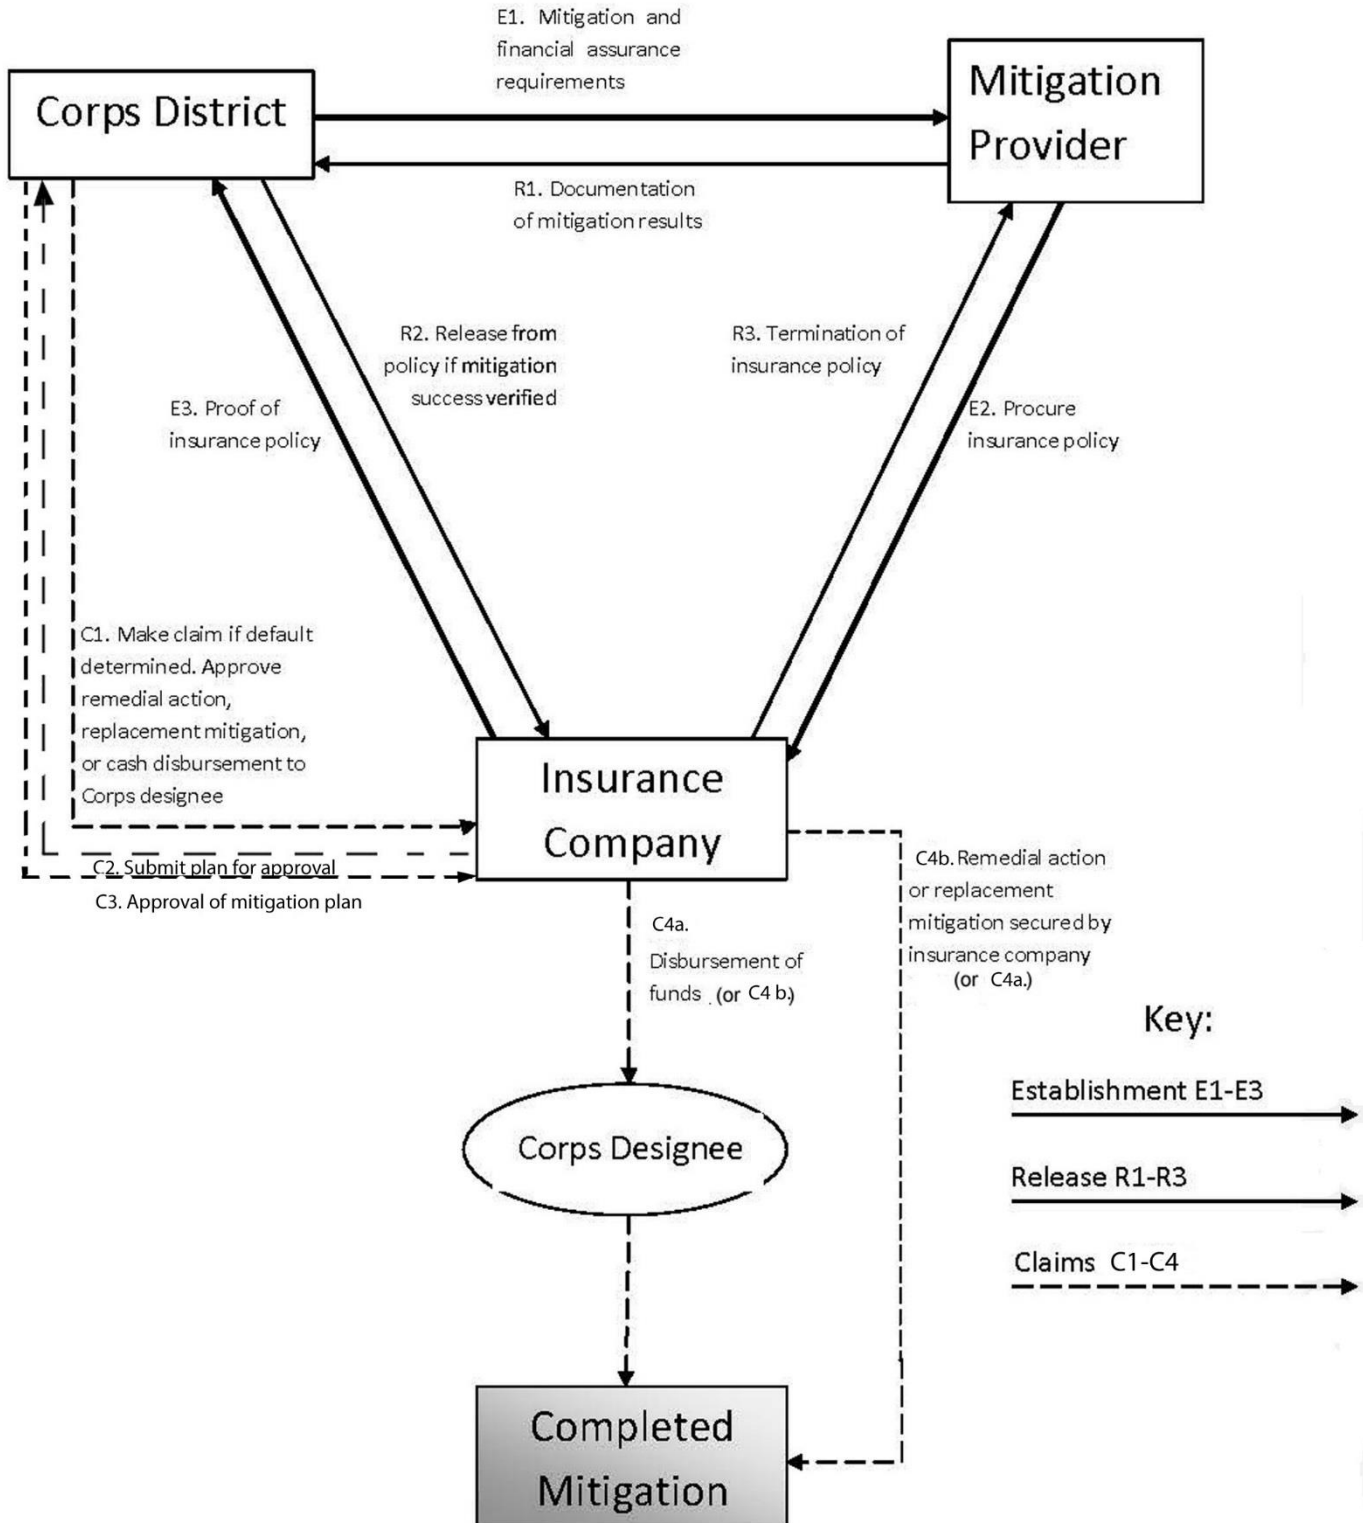 E1. Mitigation and
financial assurance
requirements
Corps District
Mitigation
Provider
R1. Documentation
of mitigation results
R2. Release from
policy if mitigation
success verified
R3. Termination of
insurance policy
E3. Proof of
insurance policy
E2. Procure
insurance policy
C1. Make claim if default
determined. Approve
remedial action,
replacement mitigation,
or cash disbursement to
Corps designee
Insurance
Company
C2. Submit plan for approval
C3. Approval of mitigation plan
C4a.
Disbursement of
funds . (or C4 b.)
C4b. Remedial action
or replacement
mitigation secured by
insurance company
(or C4a.)
Key:
Establishment E1-E3
Release R1-R3
Claims C1-C4
Corps Designee
Completed
Mitigation